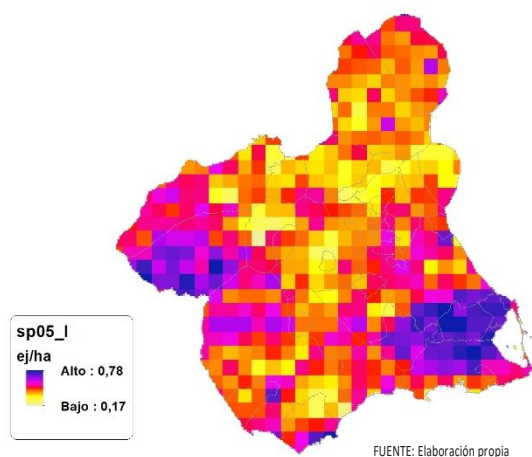 sp05_l
ej/ha
Alto : 0,78
Bajo : 0,17
FUENTE: Elaboración propia